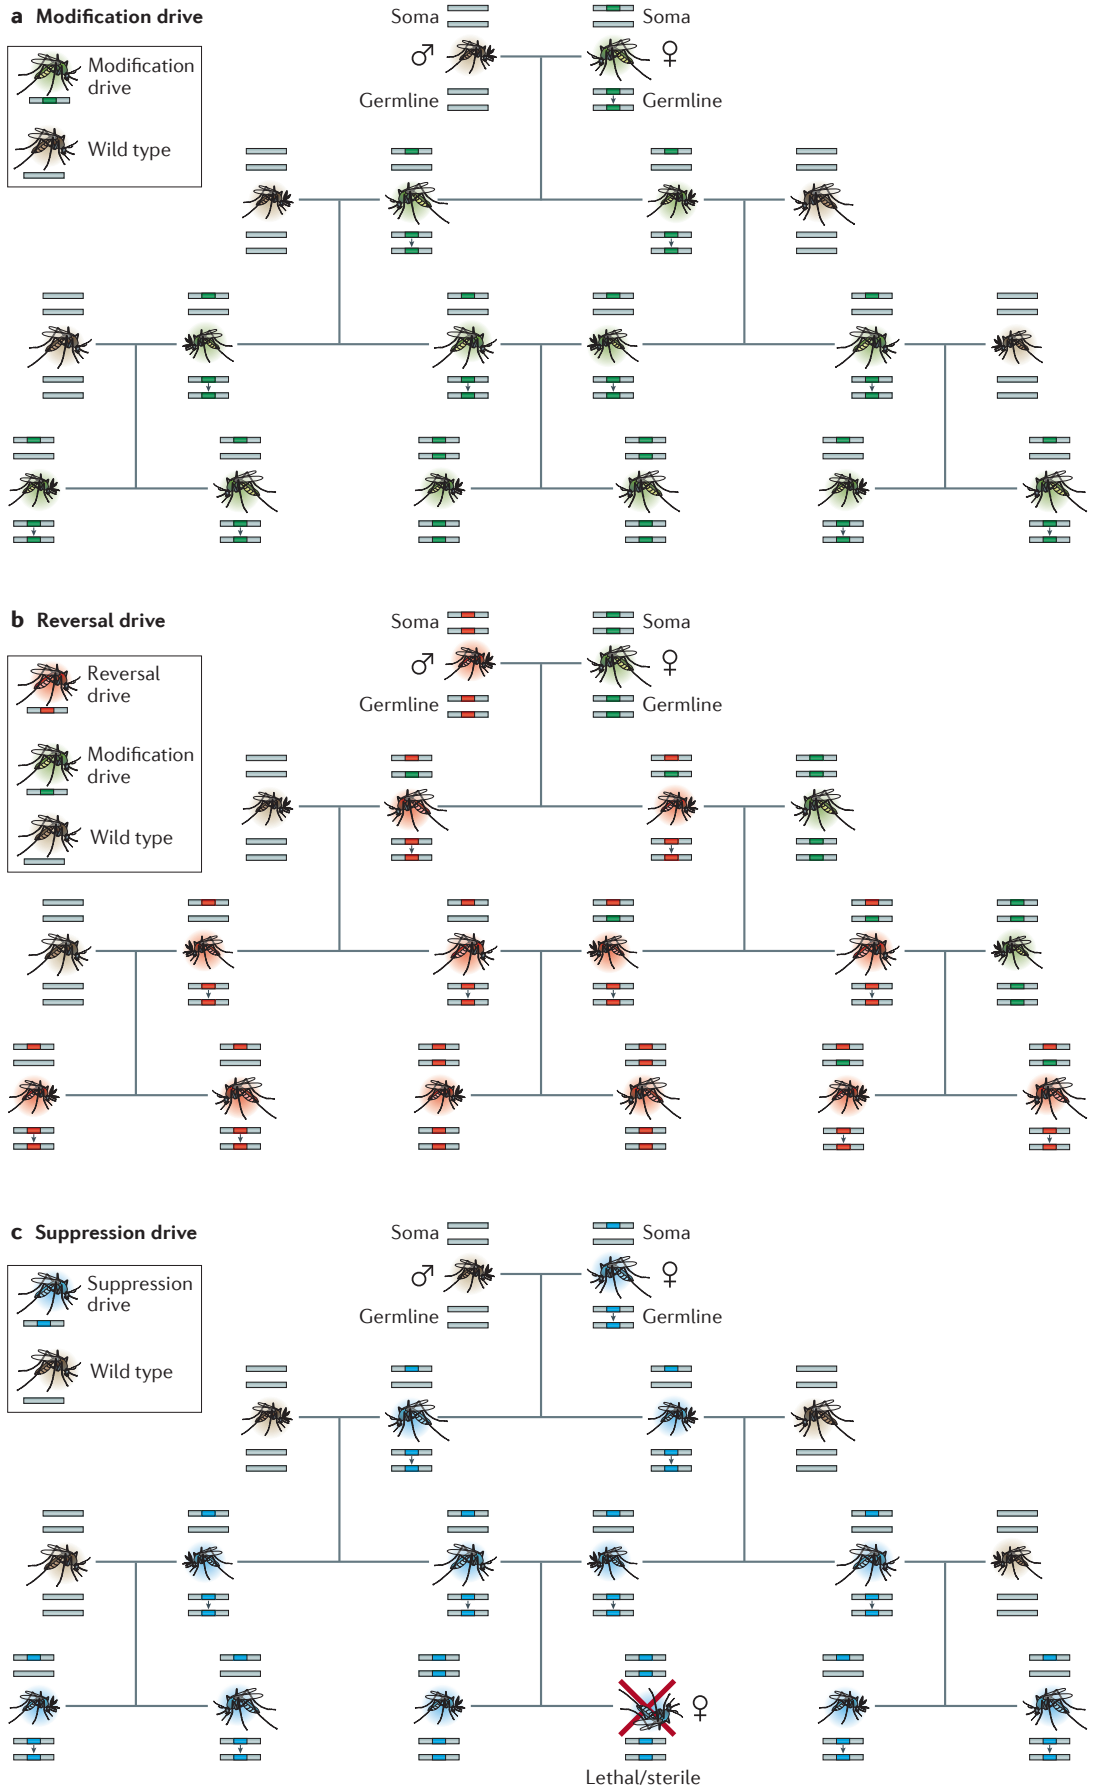 a Modification drive
Modification
drive
Wild type
Soma
Soma
♂
♀
Germline
Germline
b Reversal drive
Reversal
drive
Modification
drive
Wild type
Soma
Soma
♂
♀
Germline
Germline
c Suppression drive
Suppression
drive
Wild type
Soma
Soma
♂
♀
Germline
Germline
♀
Lethal/sterile